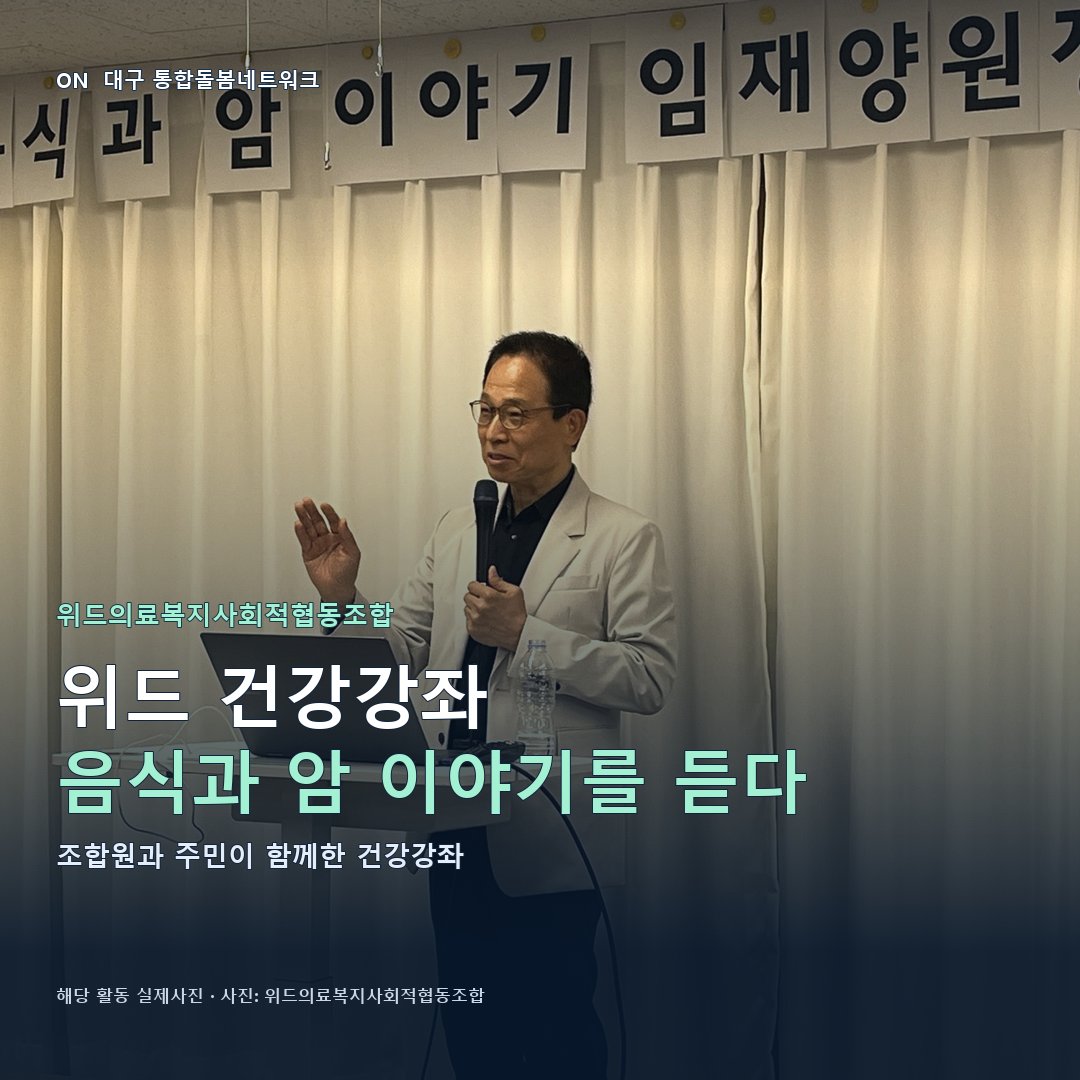 ON 대구 통합돌봄네트워크
식과 암 이야기 임재양원
위드의료복지사회적협동조합
위드 건강강좌
음식과 암 이야기를 듣다
조합원과 주민이 함께한 건강강좌
해당 활동 실제사진 · 사진: 위드의료복지사회적협동조합